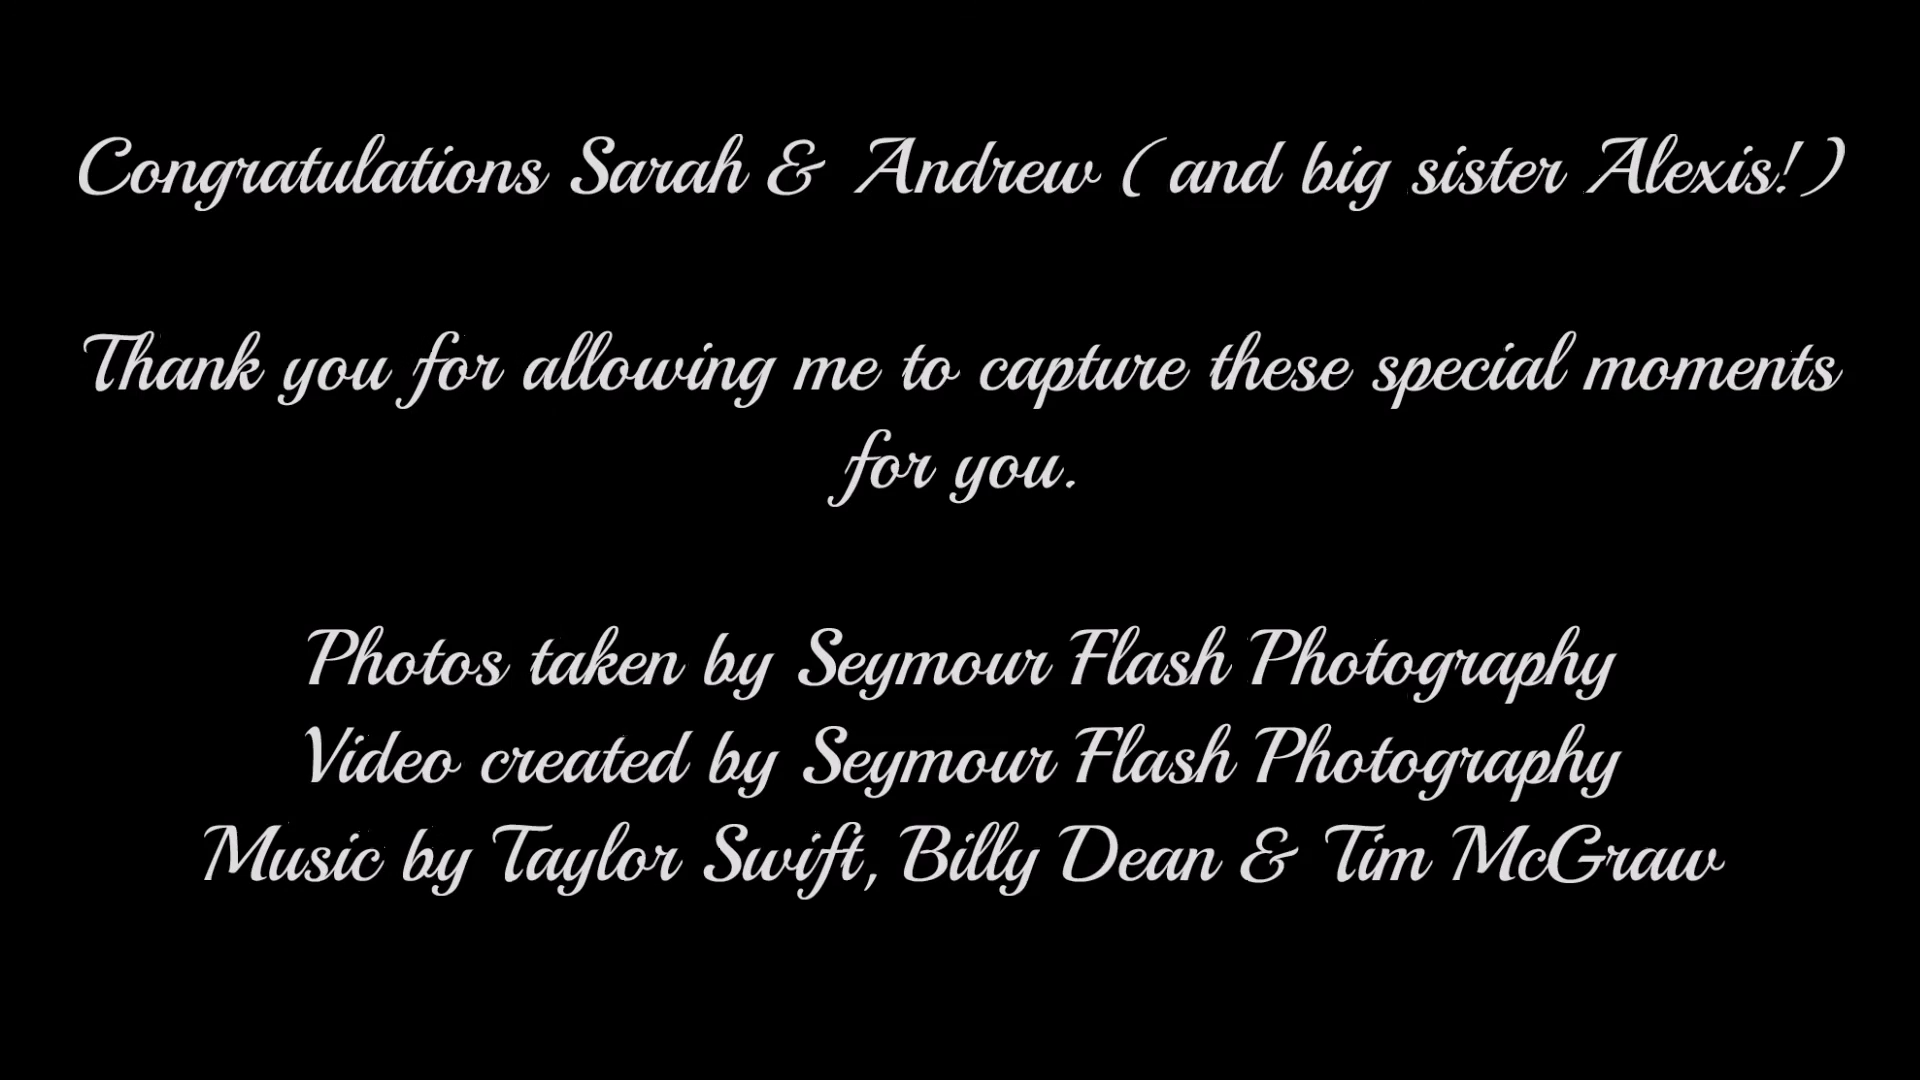 Congratulations Sarah & Andrew ( and big sister Alexis! )
Thank you for allowing me to capture these special moments
for you.
Photos taken by Seymour Flash Photography
Video created by Seymour Flash Photography
Music by Taylor Swift, Billy Dean & Tim McGraw